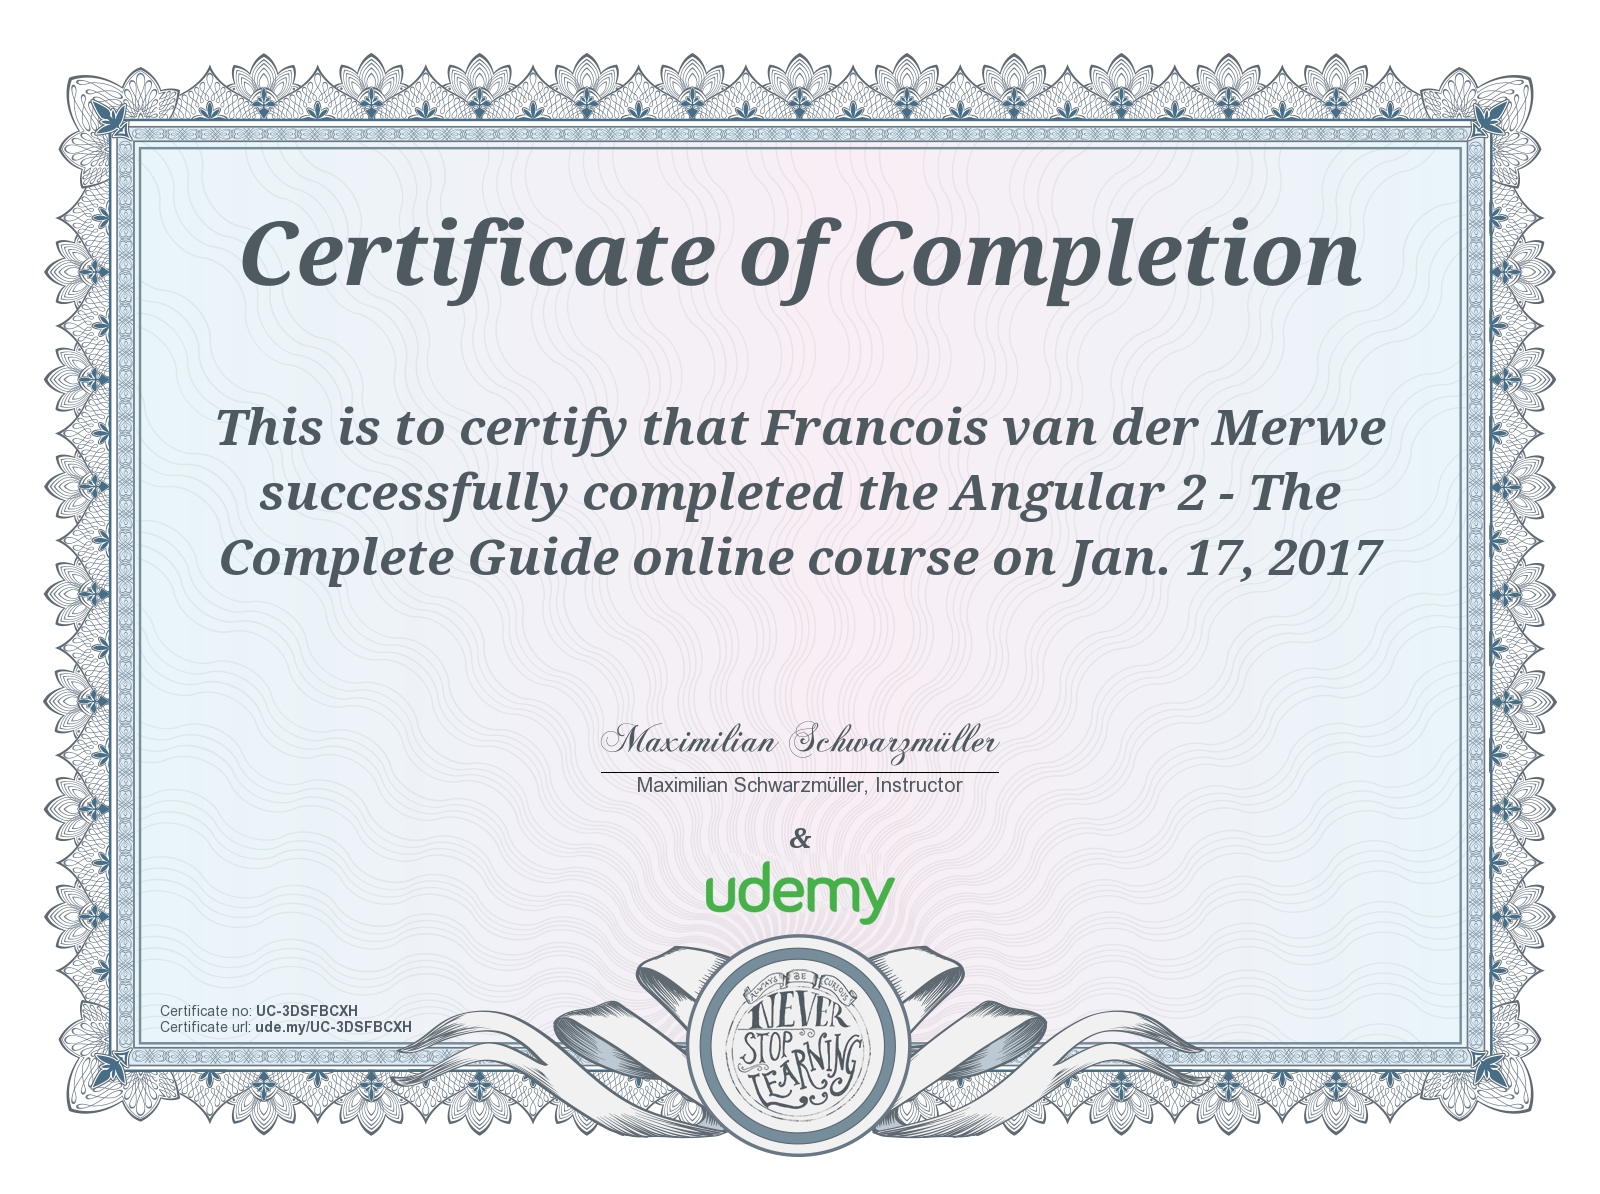 Certificate of Completion
This is to certify that Francois van der Merwe
successfully completed the Angular 2 - The
Complete Guide online course on Jan. 17, 2017
Maximilian Schwarzmüller
Maximilian Schwarzmüller, Instructor
&
udemy
ALWAYS BE CURIOUS
NEVER
STOP
LEARNING
Certificate no: UC-3DSFBCXH
Certificate url: ude.my/UC-3DSFBCXH